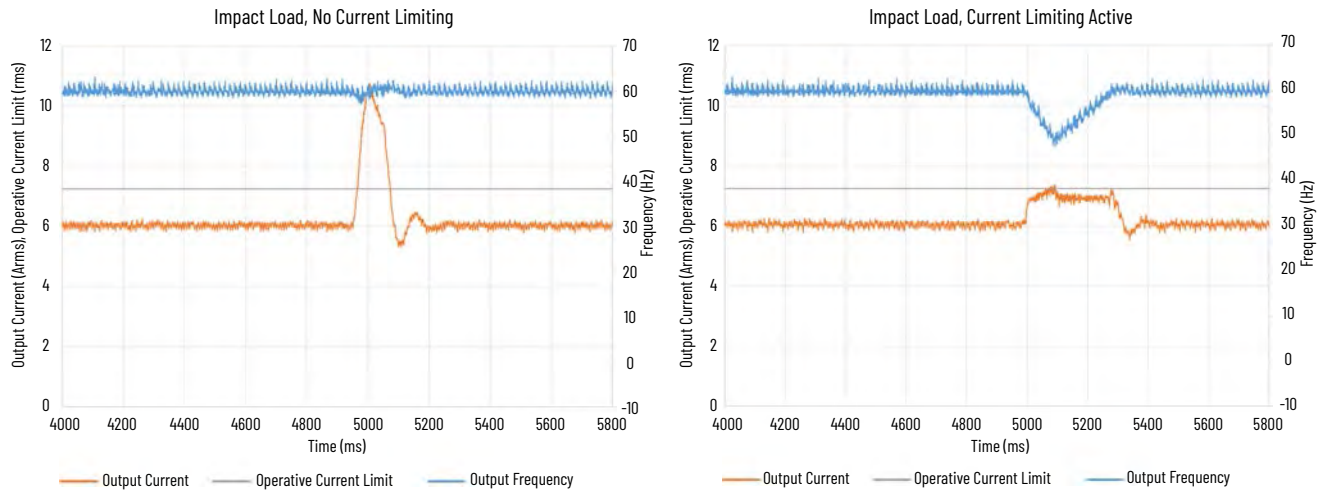 Impact Load, No Current Limiting
12
10
8
6
4
2
0
Output Current (Arms), Operative Current Limit (rms)
70
60
50
40
30
20
10
0
-10
Frequency (Hz)
4000 4200 4400 4600 4800 5000 5200 5400 5600 5800
Time (ms)
Output Current Operative Current Limit Output Frequency
Impact Load, Current Limiting Active
12
10
8
6
4
2
0
Output Current (Arms), Operative Current Limit (rms)
70
60
50
40
30
20
10
0
-10
Frequency (Hz)
4000 4200 4400 4600 4800 5000 5200 5400 5600 5800
Time (ms)
Output Current Operative Current Limit Output Frequency